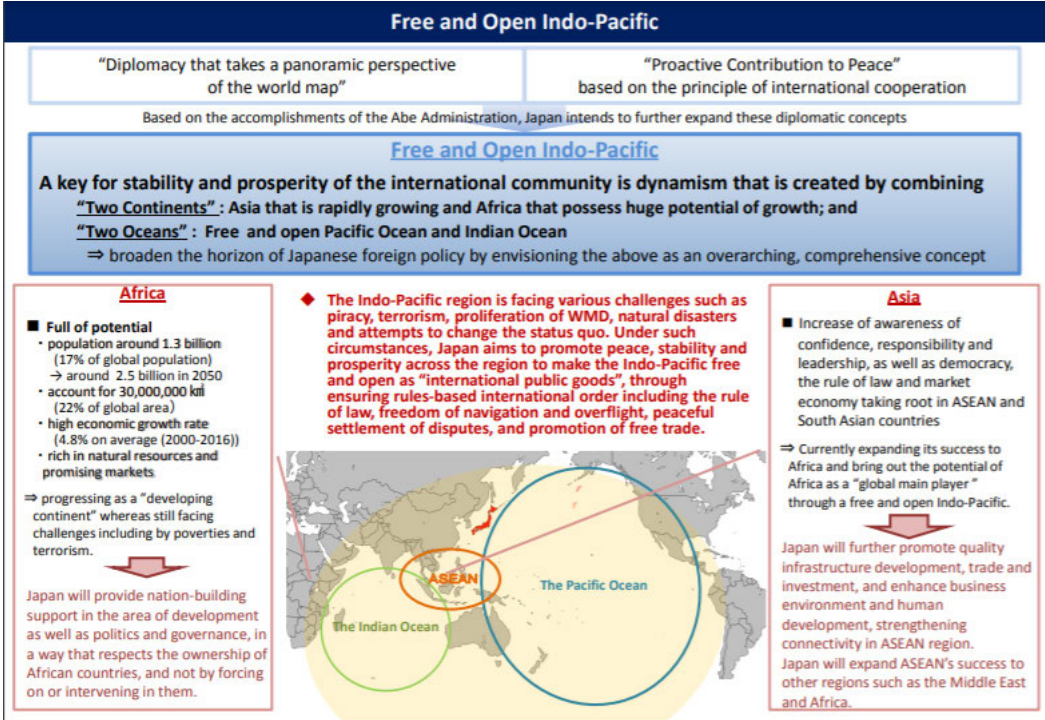 Free and Open Indo-Pacific
“Diplomacy that takes a panoramic perspective
of the world map”
“Proactive Contribution to Peace”
based on the principle of international cooperation
Based on the accomplishments of the Abe Administration, Japan intends to further expand these diplomatic concepts
Free and Open Indo-Pacific
A key for stability and prosperity of the international community is dynamism that is created by combining
“Two Continents” : Asia that is rapidly growing and Africa that possess huge potential of growth; and
“Two Oceans” : Free and open Pacific Ocean and Indian Ocean
⇒ broaden the horizon of Japanese foreign policy by envisioning the above as an overarching, comprehensive concept
Africa
■ Full of potential
・population around 1.3 billion
(17% of global population)
→ around 2.5 billion in 2050
・account for 30,000,000 ㎢
(22% of global area)
・high economic growth rate
(4.8% on average (2000-2016))
・rich in natural resources and
promising markets
⇒ progressing as a “developing
continent” whereas still facing
challenges including by poverties and
terrorism.
Japan will provide nation-building
support in the area of development
as well as politics and governance, in
a way that respects the ownership of
African countries, and not by forcing
on or intervening in them.
◆ The Indo-Pacific region is facing various challenges such as
piracy, terrorism, proliferation of WMD, natural disasters
and attempts to change the status quo. Under such
circumstances, Japan aims to promote peace, stability and
prosperity across the region to make the Indo-Pacific free
and open as “international public goods”, through
ensuring rules-based international order including the rule
of law, freedom of navigation and overflight, peaceful
settlement of disputes, and promotion of free trade.
ASEAN
The Pacific Ocean
The Indian Ocean
Asia
■ Increase of awareness of
confidence, responsibility and
leadership, as well as democracy,
the rule of law and market
economy taking root in ASEAN and
South Asian countries
⇒ Currently expanding its success to
Africa and bring out the potential of
Africa as a “global main player ”
through a free and open Indo-Pacific.
Japan will further promote quality
infrastructure development, trade and
investment, and enhance business
environment and human
development, strengthening
connectivity in ASEAN region.
Japan will expand ASEAN’s success to
other regions such as the Middle East
and Africa.